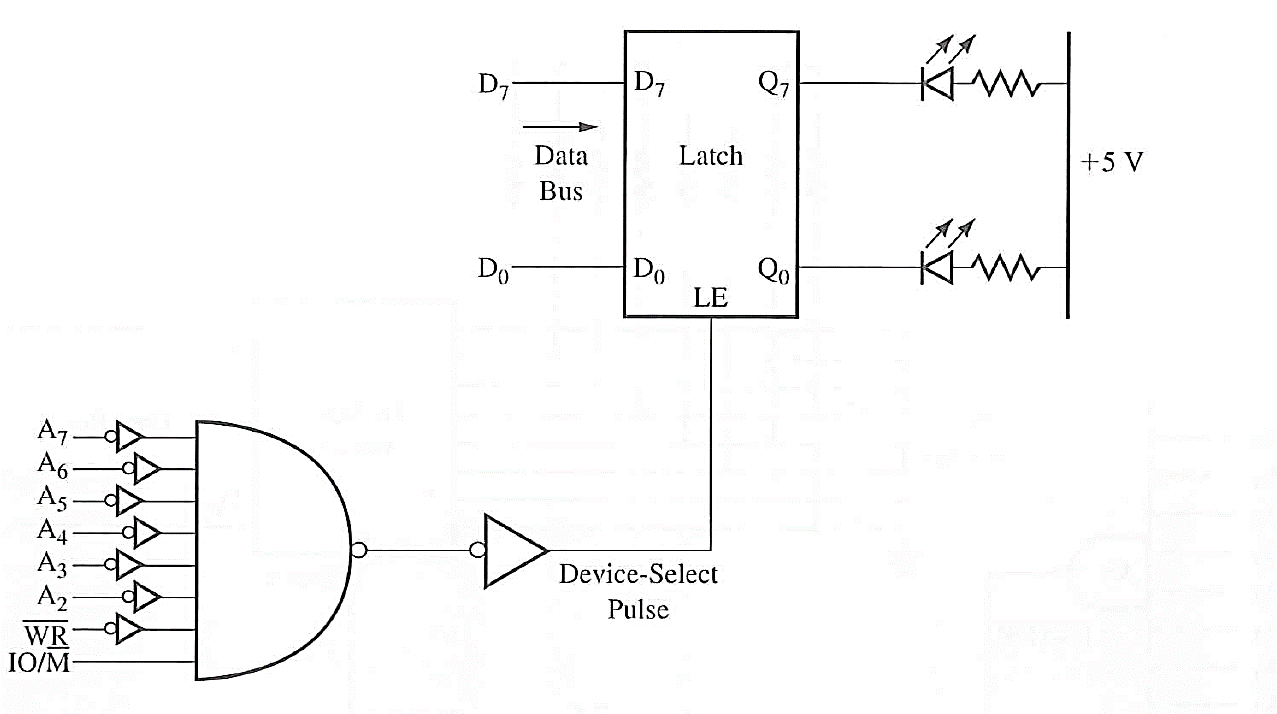 D₇ D₇ Q₇
Data Latch +5 V
Bus
D₀ D₀ Q₀
LE
A₇
A₆
A₅
A₄
A₃
A₂
W̅R̅
IO/M̅
Device-Select
Pulse